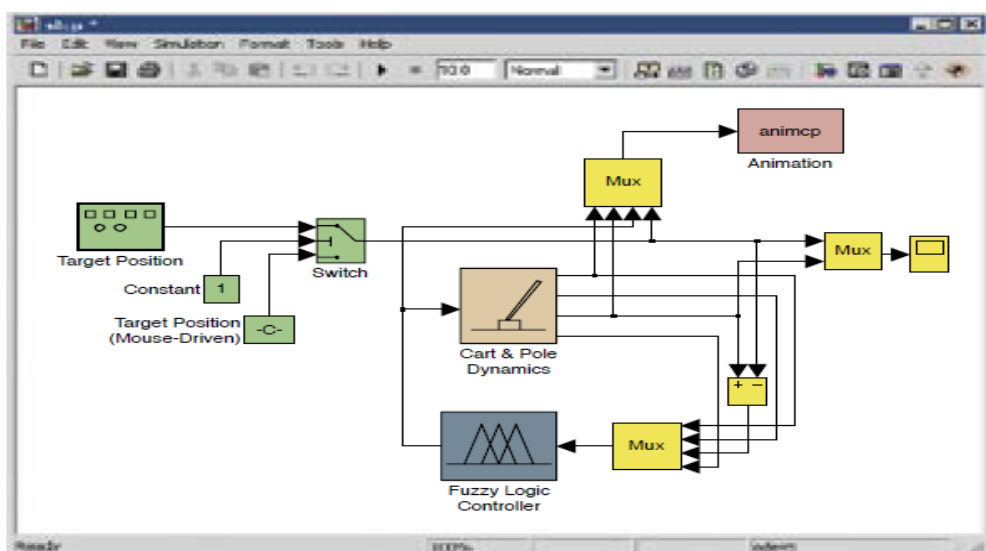 File Edit View Simulation Format Tools Help
10.0 Normal
animcp
Animation
Mux
Target Position
Switch
Mux
Constant 1
Target Position
(Mouse-Driven) -C-
Cart & Pole
Dynamics
+ −
Mux
Fuzzy Logic
Controller
Ready 100%